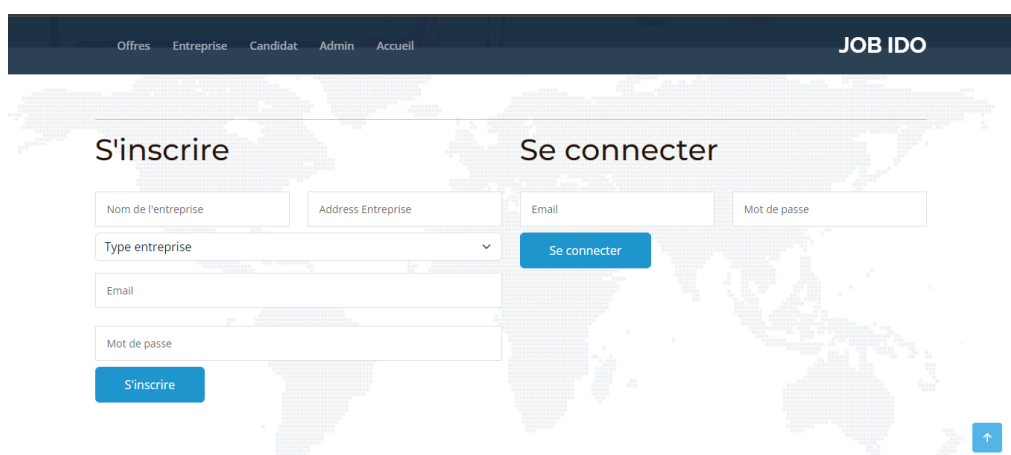 Offres Entreprise Candidat Admin Accueil JOB IDO
S'inscrire
Nom de l'entreprise Address Entreprise
Type entreprise
Email
Mot de passe
S'inscrire
Se connecter
Email Mot de passe
Se connecter